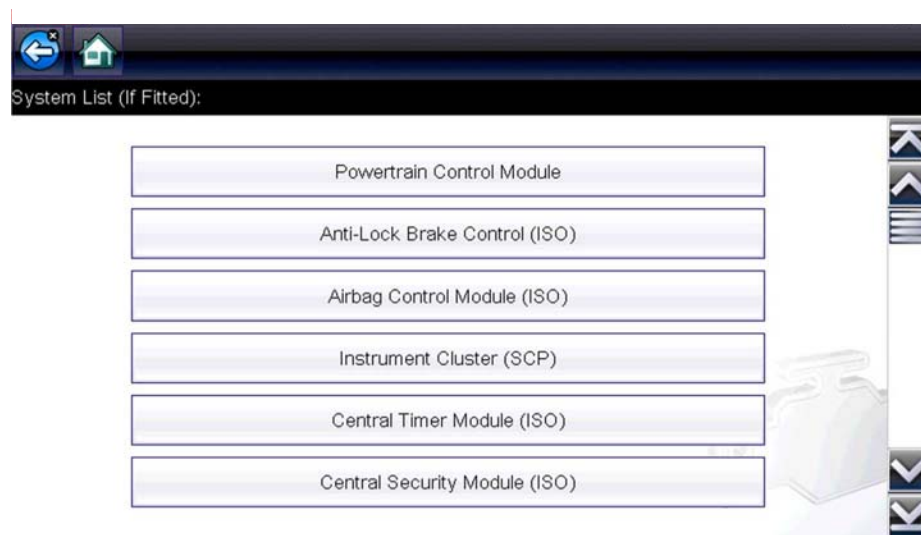 System List (If Fitted):
Powertrain Control Module
Anti-Lock Brake Control (ISO)
Airbag Control Module (ISO)
Instrument Cluster (SCP)
Central Timer Module (ISO)
Central Security Module (ISO)